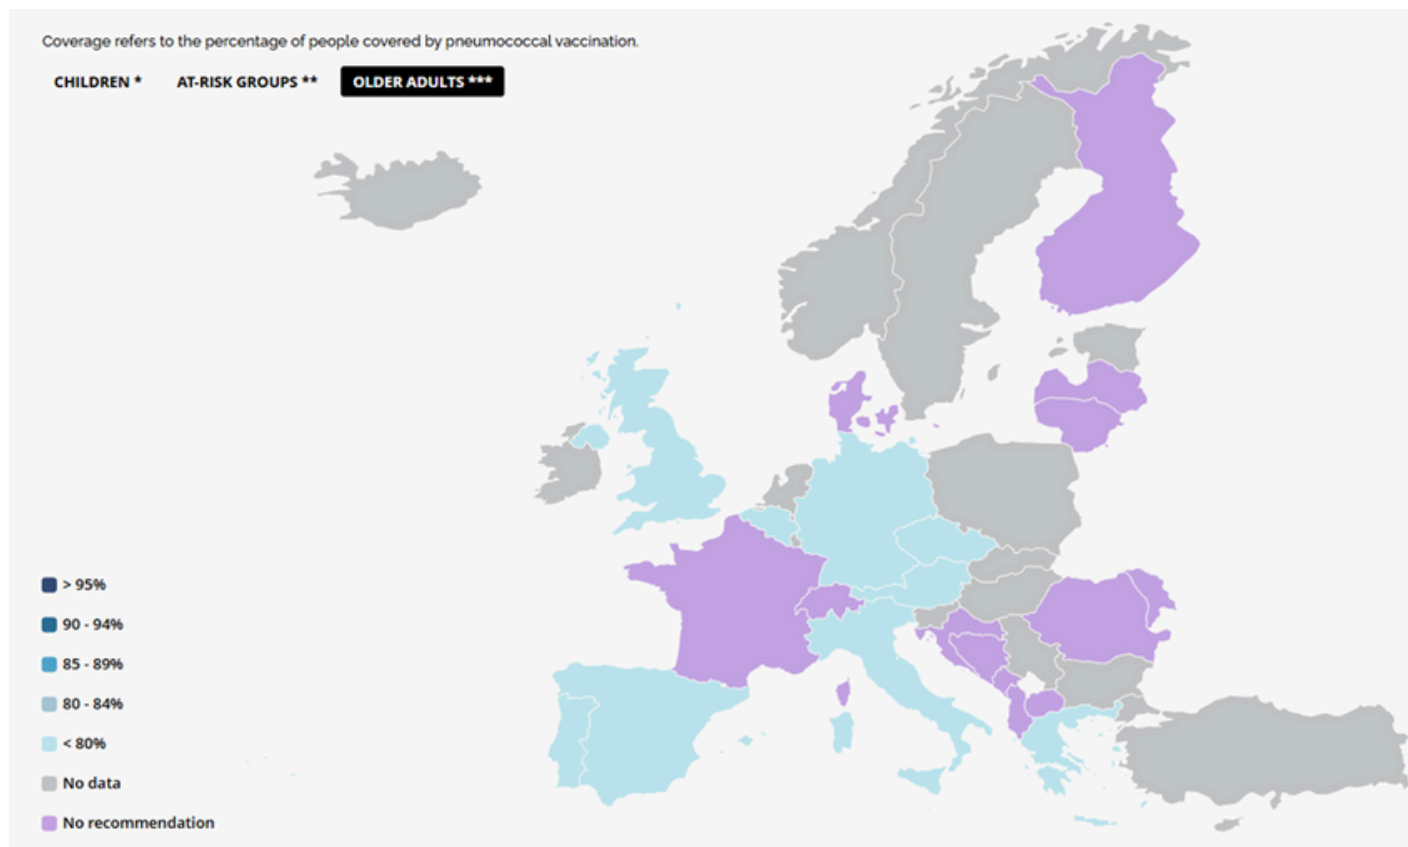 Coverage refers to the percentage of people covered by pneumococcal vaccination.
CHILDREN * AT-RISK GROUPS ** OLDER ADULTS ***
> 95%
90 - 94%
85 - 89%
80 - 84%
< 80%
No data
No recommendation